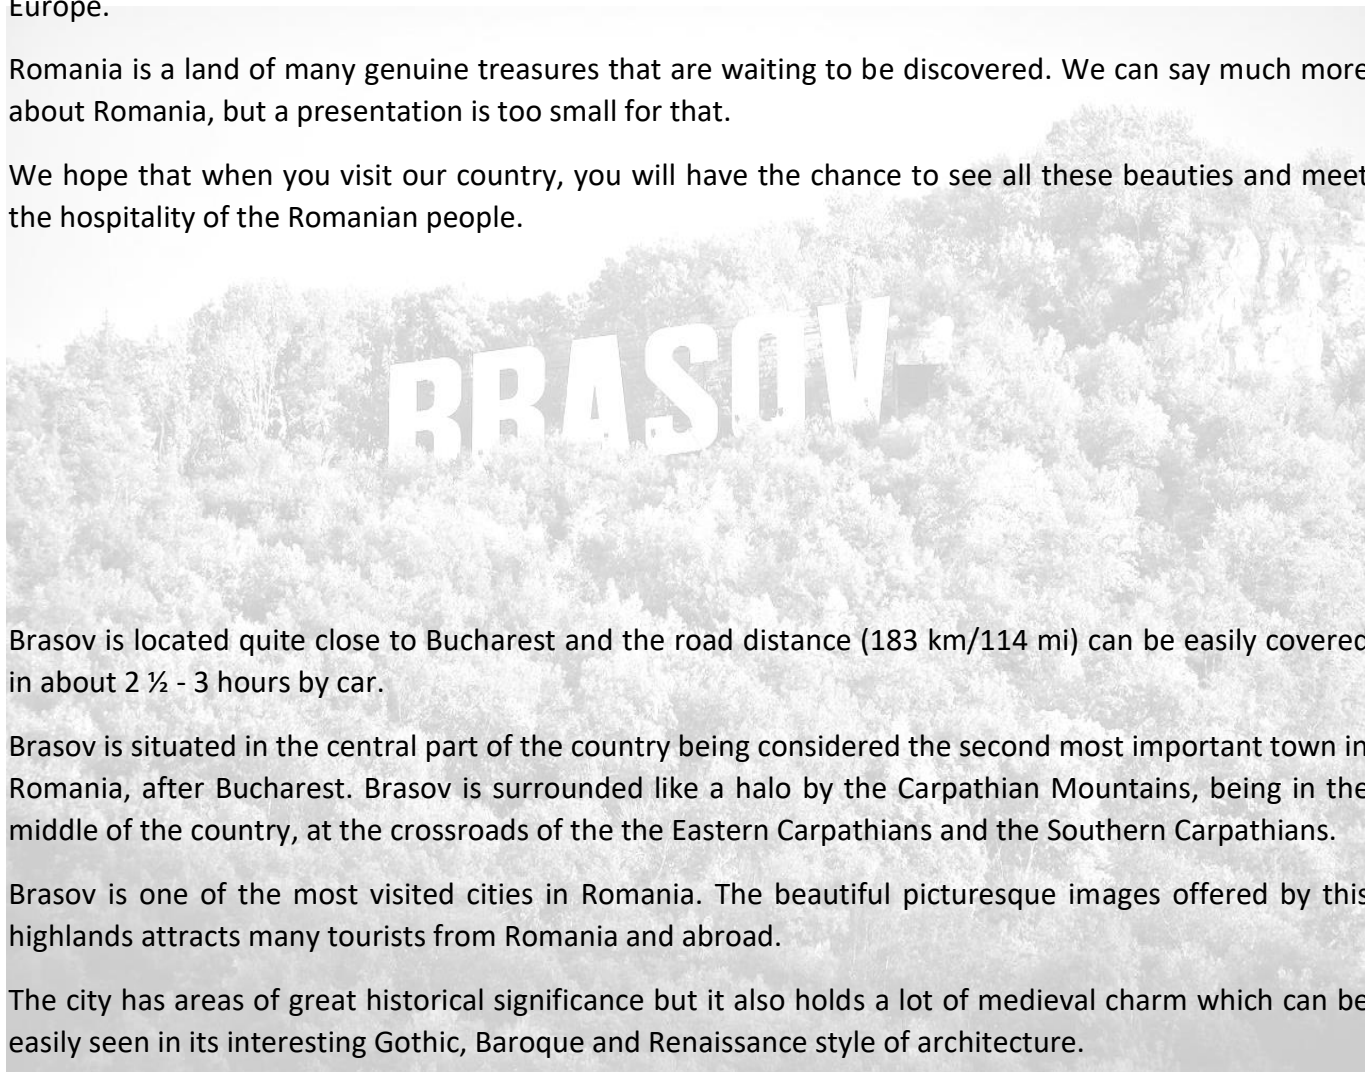 Europe.
Romania is a land of many genuine treasures that are waiting to be discovered. We can say much more
about Romania, but a presentation is too small for that.
We hope that when you visit our country, you will have the chance to see all these beauties and meet
the hospitality of the Romanian people.
BRASOV
Brasov is located quite close to Bucharest and the road distance (183 km/114 mi) can be easily covered
in about 2 ½ - 3 hours by car.
Brasov is situated in the central part of the country being considered the second most important town in
Romania, after Bucharest. Brasov is surrounded like a halo by the Carpathian Mountains, being in the
middle of the country, at the crossroads of the the Eastern Carpathians and the Southern Carpathians.
Brasov is one of the most visited cities in Romania. The beautiful picturesque images offered by this
highlands attracts many tourists from Romania and abroad.
The city has areas of great historical significance but it also holds a lot of medieval charm which can be
easily seen in its interesting Gothic, Baroque and Renaissance style of architecture.